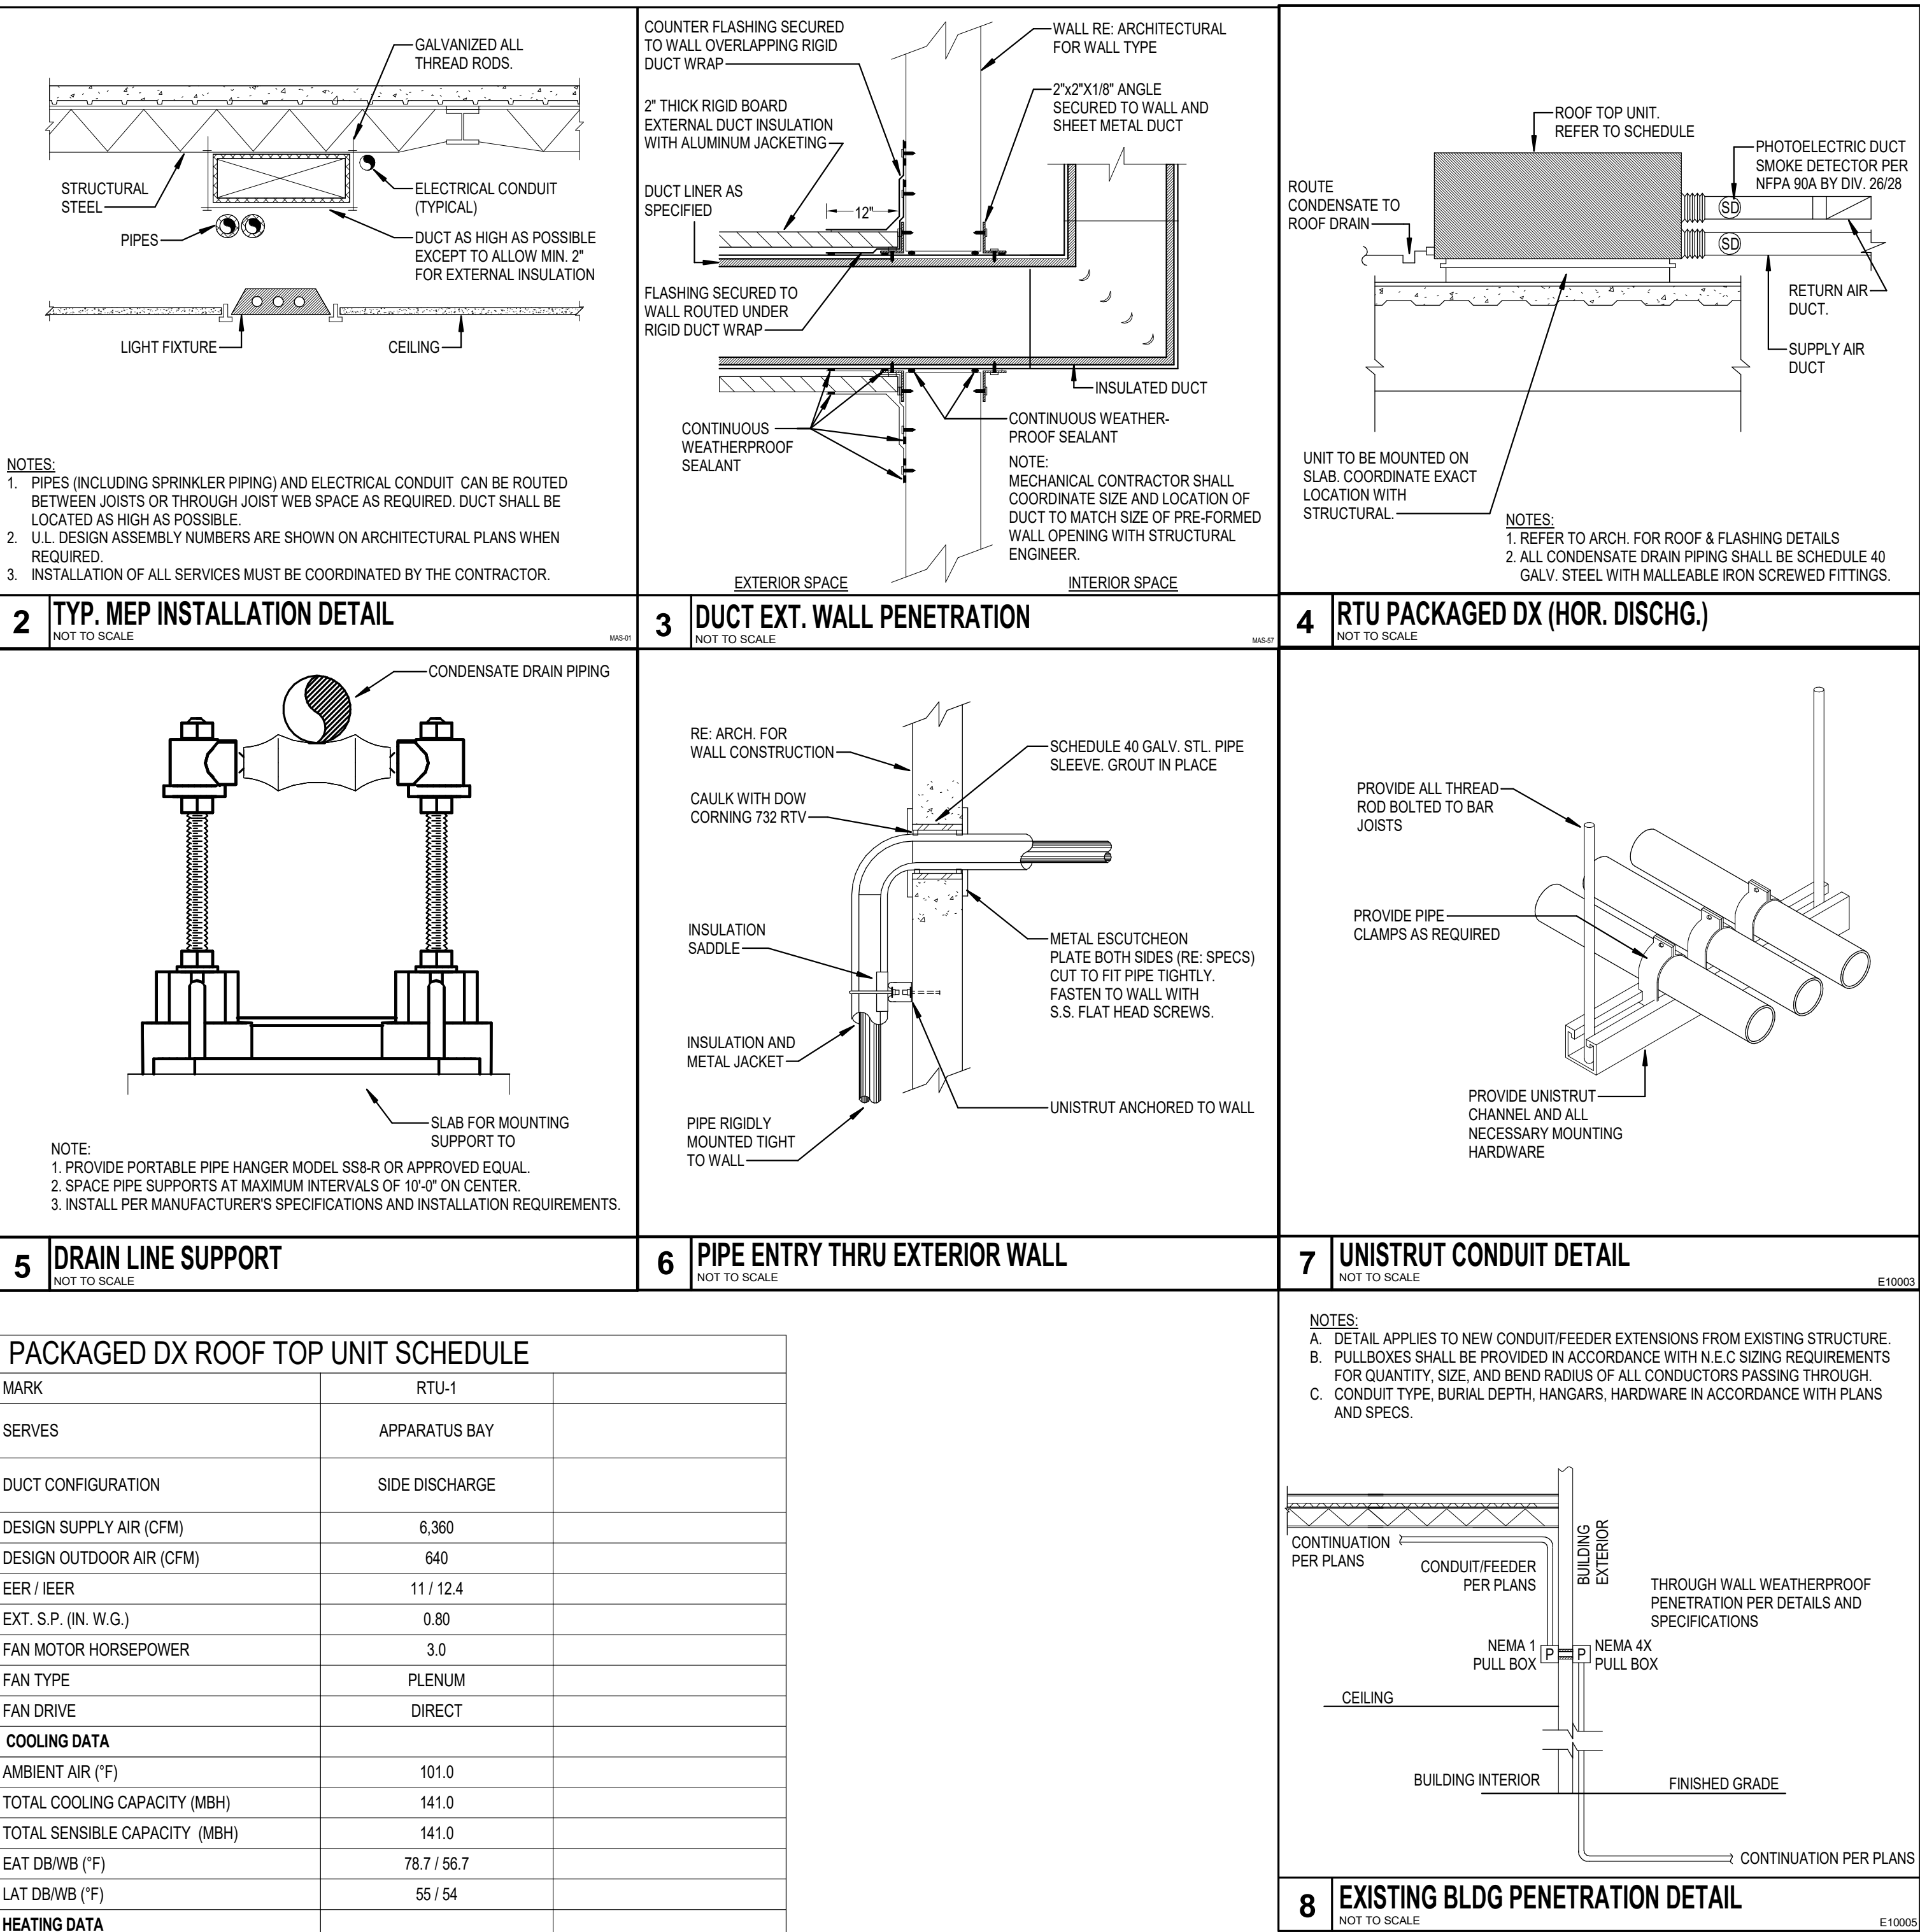 GALVANIZED ALL
THREAD RODS.
STRUCTURAL
STEEL
ELECTRICAL CONDUIT
(TYPICAL)
PIPES
DUCT AS HIGH AS POSSIBLE
EXCEPT TO ALLOW MIN. 2"
FOR EXTERNAL INSULATION
LIGHT FIXTURE
CEILING
NOTES:
1. PIPES (INCLUDING SPRINKLER PIPING) AND ELECTRICAL CONDUIT CAN BE ROUTED
BETWEEN JOISTS OR THROUGH JOIST WEB SPACE AS REQUIRED. DUCT SHALL BE
LOCATED AS HIGH AS POSSIBLE.
2. U.L. DESIGN ASSEMBLY NUMBERS ARE SHOWN ON ARCHITECTURAL PLANS WHEN
REQUIRED.
3. INSTALLATION OF ALL SERVICES MUST BE COORDINATED BY THE CONTRACTOR.
2 TYP. MEP INSTALLATION DETAIL
NOT TO SCALE
MAS-01
COUNTER FLASHING SECURED
TO WALL OVERLAPPING RIGID
DUCT WRAP
2" THICK RIGID BOARD
EXTERNAL DUCT INSULATION
WITH ALUMINUM JACKETING
DUCT LINER AS
SPECIFIED
12"
FLASHING SECURED TO
WALL ROUTED UNDER
RIGID DUCT WRAP
WALL RE: ARCHITECTURAL
FOR WALL TYPE
2"x2"X1/8" ANGLE
SECURED TO WALL AND
SHEET METAL DUCT
INSULATED DUCT
CONTINUOUS
WEATHERPROOF
SEALANT
CONTINUOUS WEATHER-
PROOF SEALANT
NOTE:
MECHANICAL CONTRACTOR SHALL
COORDINATE SIZE AND LOCATION OF
DUCT TO MATCH SIZE OF PRE-FORMED
WALL OPENING WITH STRUCTURAL
ENGINEER.
EXTERIOR SPACE
INTERIOR SPACE
3 DUCT EXT. WALL PENETRATION
NOT TO SCALE
MAS-57
ROOF TOP UNIT.
REFER TO SCHEDULE
PHOTOELECTRIC DUCT
SMOKE DETECTOR PER
NFPA 90A BY DIV. 26/28
ROUTE
CONDENSATE TO
ROOF DRAIN
SD
SD
RETURN AIR
DUCT.
SUPPLY AIR
DUCT
UNIT TO BE MOUNTED ON
SLAB. COORDINATE EXACT
LOCATION WITH
STRUCTURAL.
NOTES:
1. REFER TO ARCH. FOR ROOF & FLASHING DETAILS
2. ALL CONDENSATE DRAIN PIPING SHALL BE SCHEDULE 40
GALV. STEEL WITH MALLEABLE IRON SCREWED FITTINGS.
4 RTU PACKAGED DX (HOR. DISCHG.)
NOT TO SCALE
CONDENSATE DRAIN PIPING
SLAB FOR MOUNTING
SUPPORT TO
NOTE:
1. PROVIDE PORTABLE PIPE HANGER MODEL SS8-R OR APPROVED EQUAL.
2. SPACE PIPE SUPPORTS AT MAXIMUM INTERVALS OF 10'-0" ON CENTER.
3. INSTALL PER MANUFACTURER'S SPECIFICATIONS AND INSTALLATION REQUIREMENTS.
5 DRAIN LINE SUPPORT
NOT TO SCALE
RE: ARCH. FOR
WALL CONSTRUCTION
CAULK WITH DOW
CORNING 732 RTV
SCHEDULE 40 GALV. STL. PIPE
SLEEVE. GROUT IN PLACE
INSULATION
SADDLE
METAL ESCUTCHEON
PLATE BOTH SIDES (RE: SPECS)
CUT TO FIT PIPE TIGHTLY.
FASTEN TO WALL WITH
S.S. FLAT HEAD SCREWS.
INSULATION AND
METAL JACKET
UNISTRUT ANCHORED TO WALL
PIPE RIGIDLY
MOUNTED TIGHT
TO WALL
6 PIPE ENTRY THRU EXTERIOR WALL
NOT TO SCALE
PROVIDE ALL THREAD
ROD BOLTED TO BAR
JOISTS
PROVIDE PIPE
CLAMPS AS REQUIRED
PROVIDE UNISTRUT
CHANNEL AND ALL
NECESSARY MOUNTING
HARDWARE
7 UNISTRUT CONDUIT DETAIL
NOT TO SCALE
E10003
PACKAGED DX ROOF TOP UNIT SCHEDULE
MARK RTU-1
SERVES APPARATUS BAY
DUCT CONFIGURATION SIDE DISCHARGE
DESIGN SUPPLY AIR (CFM) 6,360
DESIGN OUTDOOR AIR (CFM) 640
EER / IEER 11 / 12.4
EXT. S.P. (IN. W.G.) 0.80
FAN MOTOR HORSEPOWER 3.0
FAN TYPE PLENUM
FAN DRIVE DIRECT
COOLING DATA
AMBIENT AIR (°F) 101.0
TOTAL COOLING CAPACITY (MBH) 141.0
TOTAL SENSIBLE CAPACITY (MBH) 141.0
EAT DB/WB (°F) 78.7 / 56.7
LAT DB/WB (°F) 55 / 54
HEATING DATA
NOTES:
A. DETAIL APPLIES TO NEW CONDUIT/FEEDER EXTENSIONS FROM EXISTING STRUCTURE.
B. PULLBOXES SHALL BE PROVIDED IN ACCORDANCE WITH N.E.C SIZING REQUIREMENTS
FOR QUANTITY, SIZE, AND BEND RADIUS OF ALL CONDUCTORS PASSING THROUGH.
C. CONDUIT TYPE, BURIAL DEPTH, HANGARS, HARDWARE IN ACCORDANCE WITH PLANS
AND SPECS.
CONTINUATION
PER PLANS
CONDUIT/FEEDER
PER PLANS
BUILDING
EXTERIOR
THROUGH WALL WEATHERPROOF
PENETRATION PER DETAILS AND
SPECIFICATIONS
NEMA 1
PULL BOX
P
P
NEMA 4X
PULL BOX
CEILING
BUILDING INTERIOR
FINISHED GRADE
CONTINUATION PER PLANS
8 EXISTING BLDG PENETRATION DETAIL
NOT TO SCALE
E10005